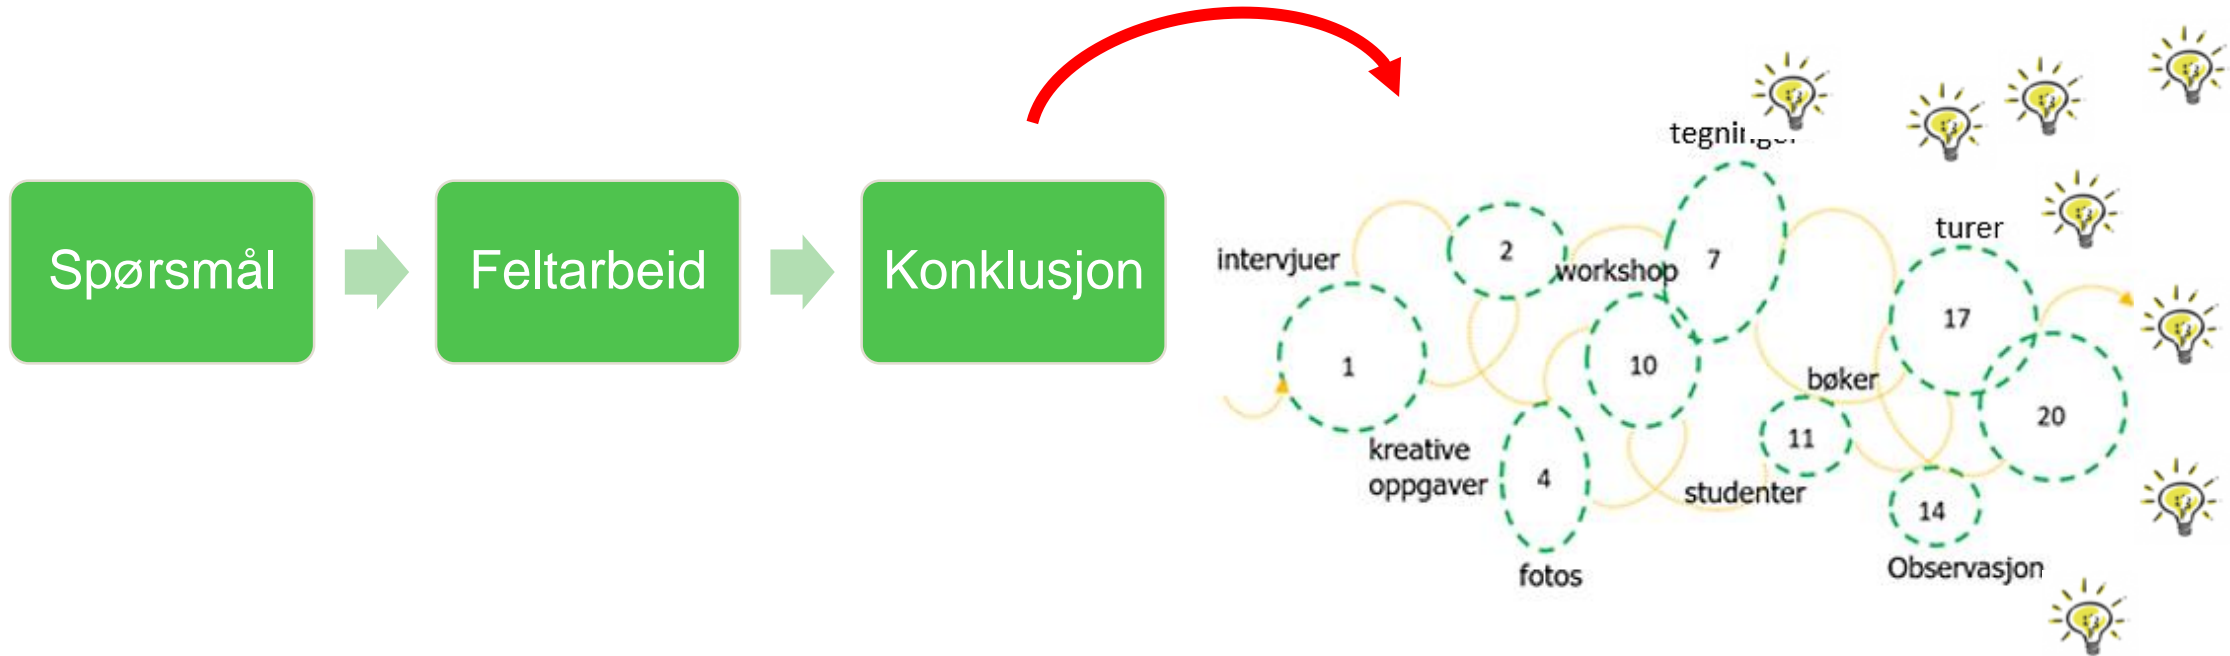 Spørsmål
Feltarbeid
Konklusjon
intervjuer
1
2
workshop
7
10
kreative
oppgaver
4
fotos
studenter
bøker
11
turer
17
20
14
Observasjon